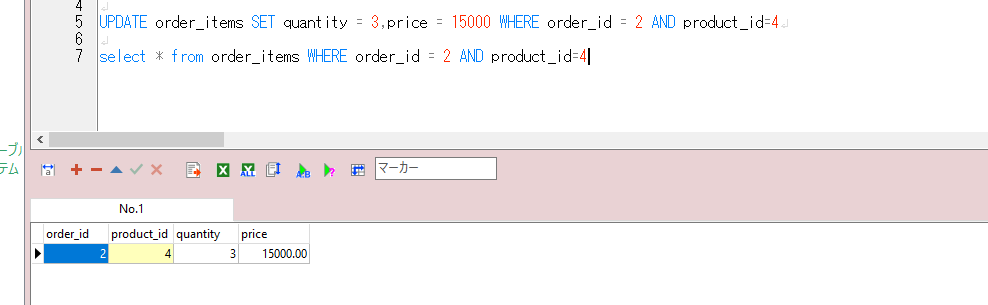 4
5 UPDATE order_items SET quantity = 3,price = 15000 WHERE order_id = 2 AND product_id=4
6
7 select * from order_items WHERE order_id = 2 AND product_id=4
ーブル
テム
a
ALL
A:B
?
マーカー
No.1
order_id product_id quantity price
2 4 3 15000.00